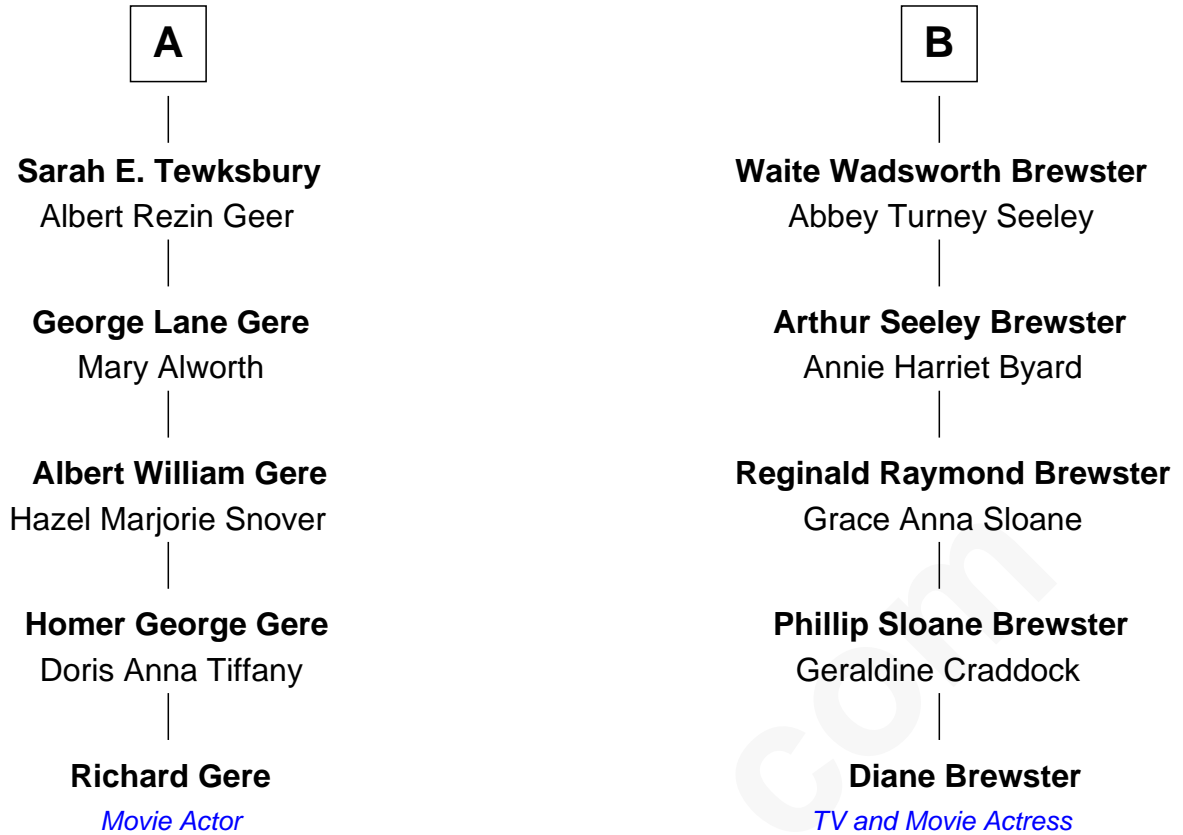 A
B
Sarah E. Tewksbury
Albert Rezin Geer
Waite Wadsworth Brewster
Abbey Turney Seeley
George Lane Gere
Mary Alworth
Arthur Seeley Brewster
Annie Harriet Byard
Albert William Gere
Hazel Marjorie Snover
Reginald Raymond Brewster
Grace Anna Sloane
Homer George Gere
Doris Anna Tiffany
Phillip Sloane Brewster
Geraldine Craddock
Richard Gere
Movie Actor
Diane Brewster
TV and Movie Actress
com